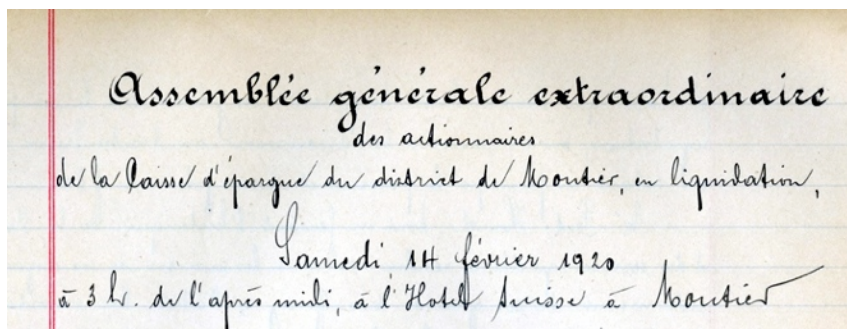 Assemblée générale extraordinaire
des actionnaires
de la Caisse d'épargne du district de Moutier, en liquidation,
Samedi 14 février 1920
à 3 h. de l'après midi, à l'Hotel Suisse à Moutier